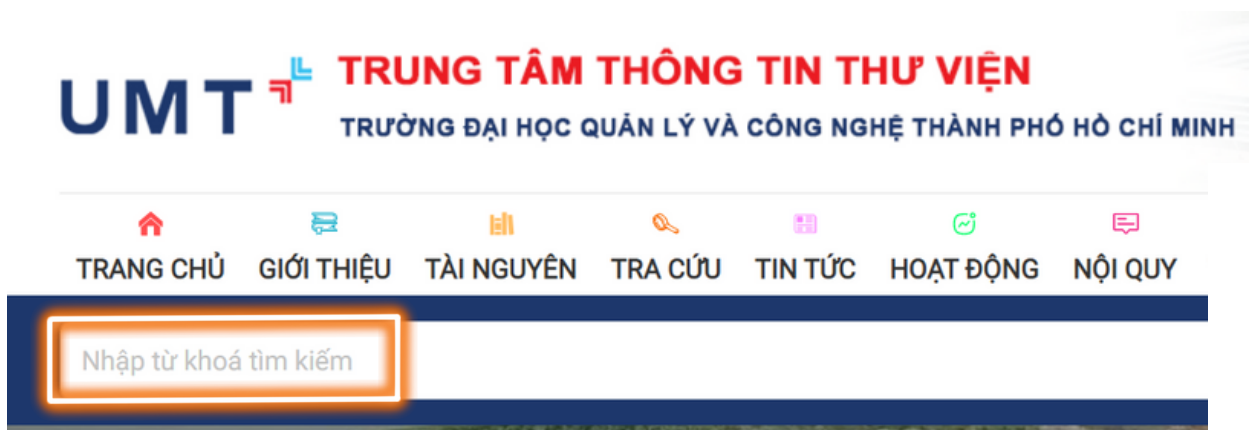 UMT
TRUNG TÂM THÔNG TIN THƯ VIỆN
TRƯỜNG ĐẠI HỌC QUẢN LÝ VÀ CÔNG NGHỆ THÀNH PHỐ HỒ CHÍ MINH
TRANG CHỦ GIỚI THIỆU TÀI NGUYÊN TRA CỨU TIN TỨC HOẠT ĐỘNG NỘI QUY
Nhập từ khoá tìm kiếm